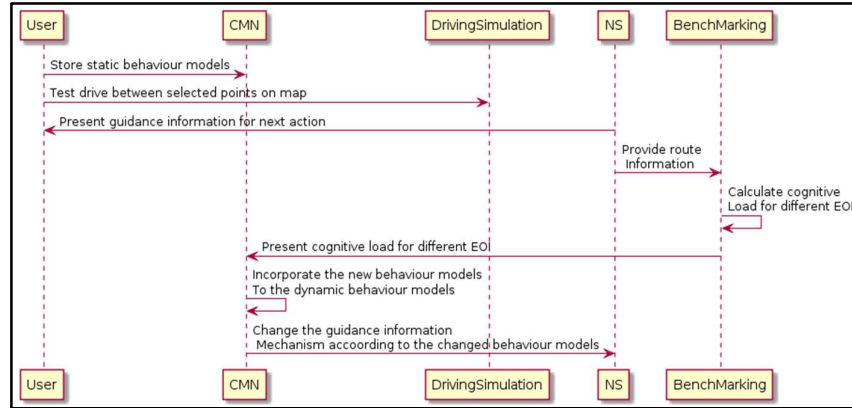 User CMN DrivingSimulation NS BenchMarking
Store static behaviour models
Test drive between selected points on map
Present guidance information for next action
Provide route
Information
Calculate cognitive
Load for different EOI
Present cognitive load for different EOI
Incorporate the new behaviour models
To the dynamic behaviour models
Change the guidance information
Mechanism accoording to the changed behaviour models
User CMN DrivingSimulation NS BenchMarking